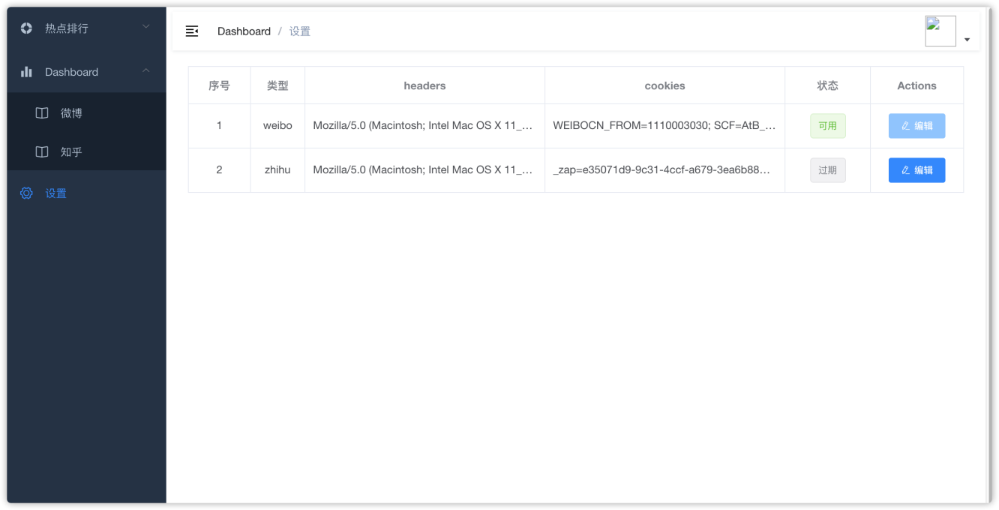 热点排行
Dashboard
微博
知乎
设置
Dashboard / 设置
序号 类型 headers cookies 状态 Actions
1 weibo Mozilla/5.0 (Macintosh; Intel Mac OS X 11_... WEIBOCN_FROM=1110003030; SCF=AtB_... 可用 编辑
2 zhihu Mozilla/5.0 (Macintosh; Intel Mac OS X 11_... _zap=e35071d9-9c31-4ccf-a679-3ea6b88... 过期 编辑